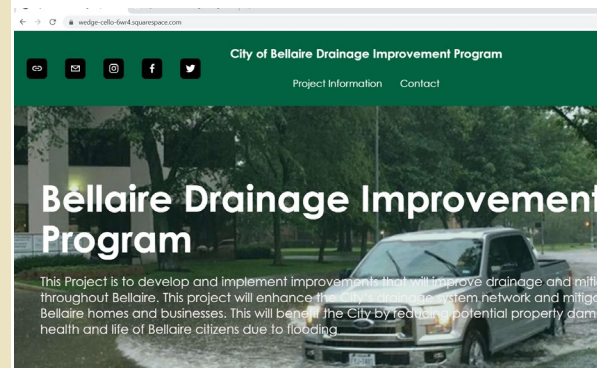 wedge-cello-6wr4.squarespace.com
City of Bellaire Drainage Improvement Program
Project Information Contact
Bellaire Drainage Improvement
Program
This Project is to develop and implement improvements that will improve drainage and miti
throughout Bellaire. This project will enhance the City's drainage system network and mitiga
Bellaire homes and businesses. This will benefit the City by reducing potential property dam
health and life of Bellaire citizens due to flooding